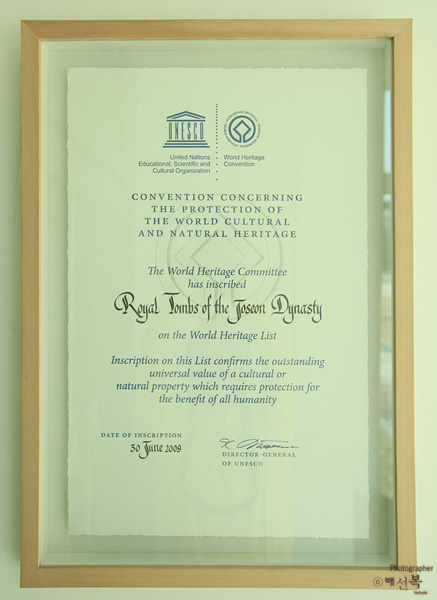 UNESCO
United Nations
Educational, Scientific and
Cultural Organization
World Heritage
Convention
CONVENTION CONCERNING
THE PROTECTION OF
THE WORLD CULTURAL
AND NATURAL HERITAGE
The World Heritage Committee
has inscribed
Royal Tombs of the Joseon Dynasty
on the World Heritage List
Inscription on this List confirms the outstanding
universal value of a cultural or
natural property which requires protection for
the benefit of all humanity
DATE OF INSCRIPTION
30 June 2009
DIRECTOR-GENERAL
OF UNESCO
Photographer
©배선복